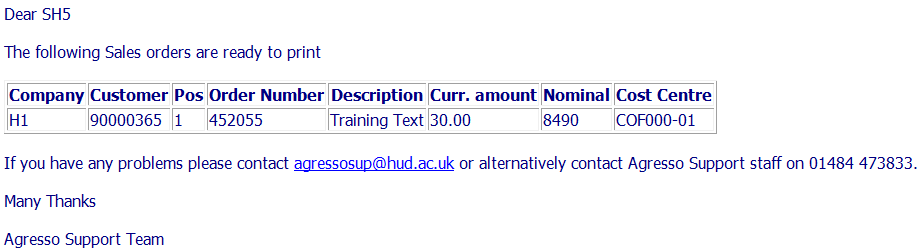 Dear SH5
The following Sales orders are ready to print
Company Customer Pos Order Number Description Curr. amount Nominal Cost Centre
H1 90000365 1 452055 Training Text 30.00 8490 COF000-01
If you have any problems please contact agressosup@hud.ac.uk or alternatively contact Agresso Support staff on 01484 473833.
Many Thanks
Agresso Support Team